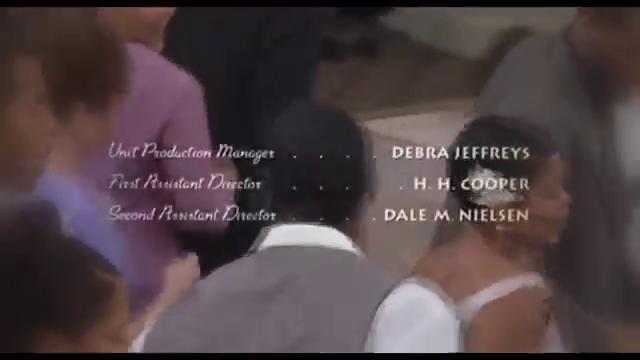 Unit Production Manager . . . . DEBRA JEFFREYS
First Assistant Director . . . . . H. H. COOPER
Second Assistant Director . . . . DALE M. NIELSEN